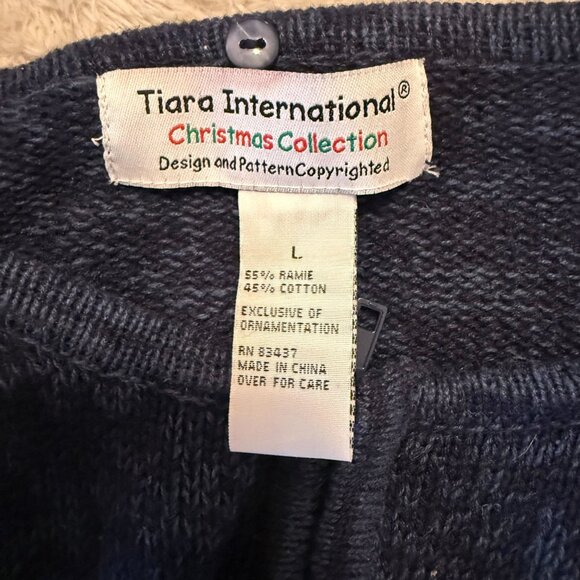 Tiara International®
Christmas Collection
Design and Pattern Copyrighted
L
55% RAMIE
45% COTTON
EXCLUSIVE OF
ORNAMENTATION
RN 83437
MADE IN CHINA
OVER FOR CARE